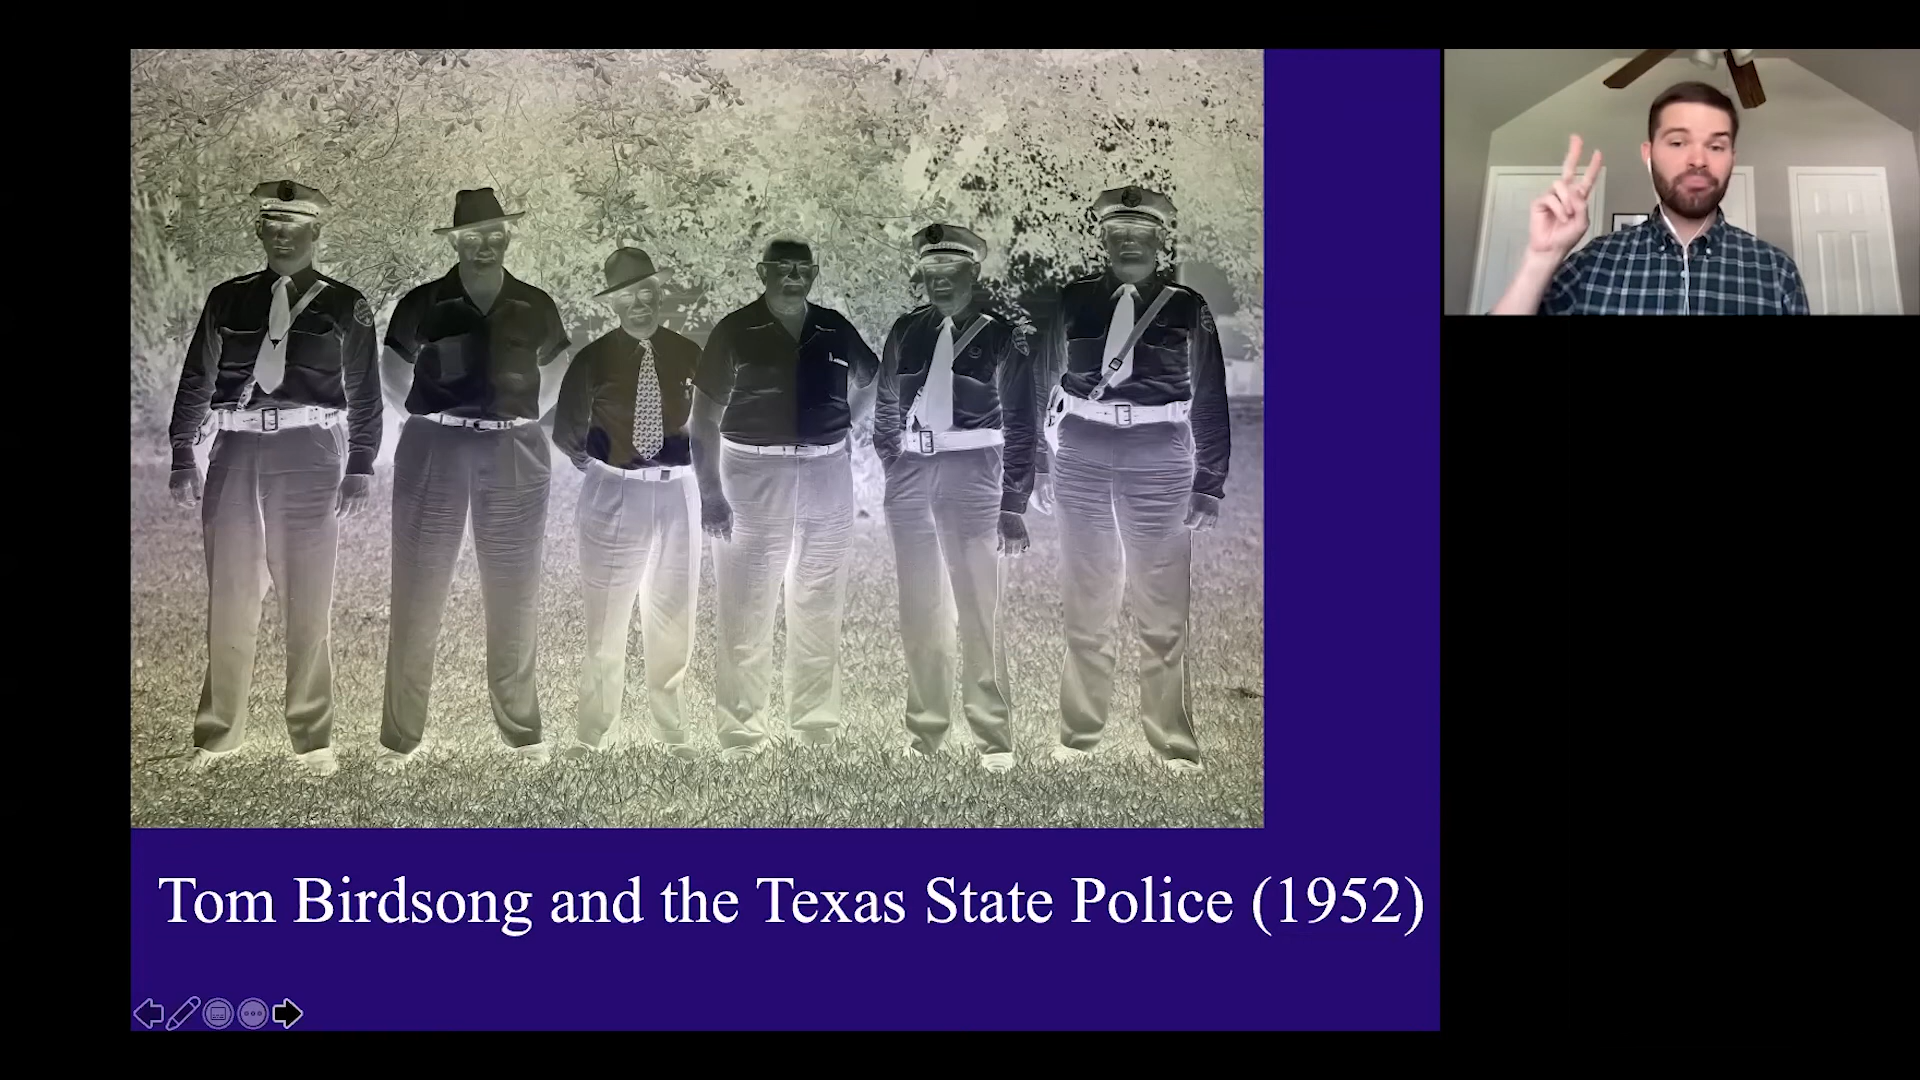 Tom Birdsong and the Texas State Police (1952)